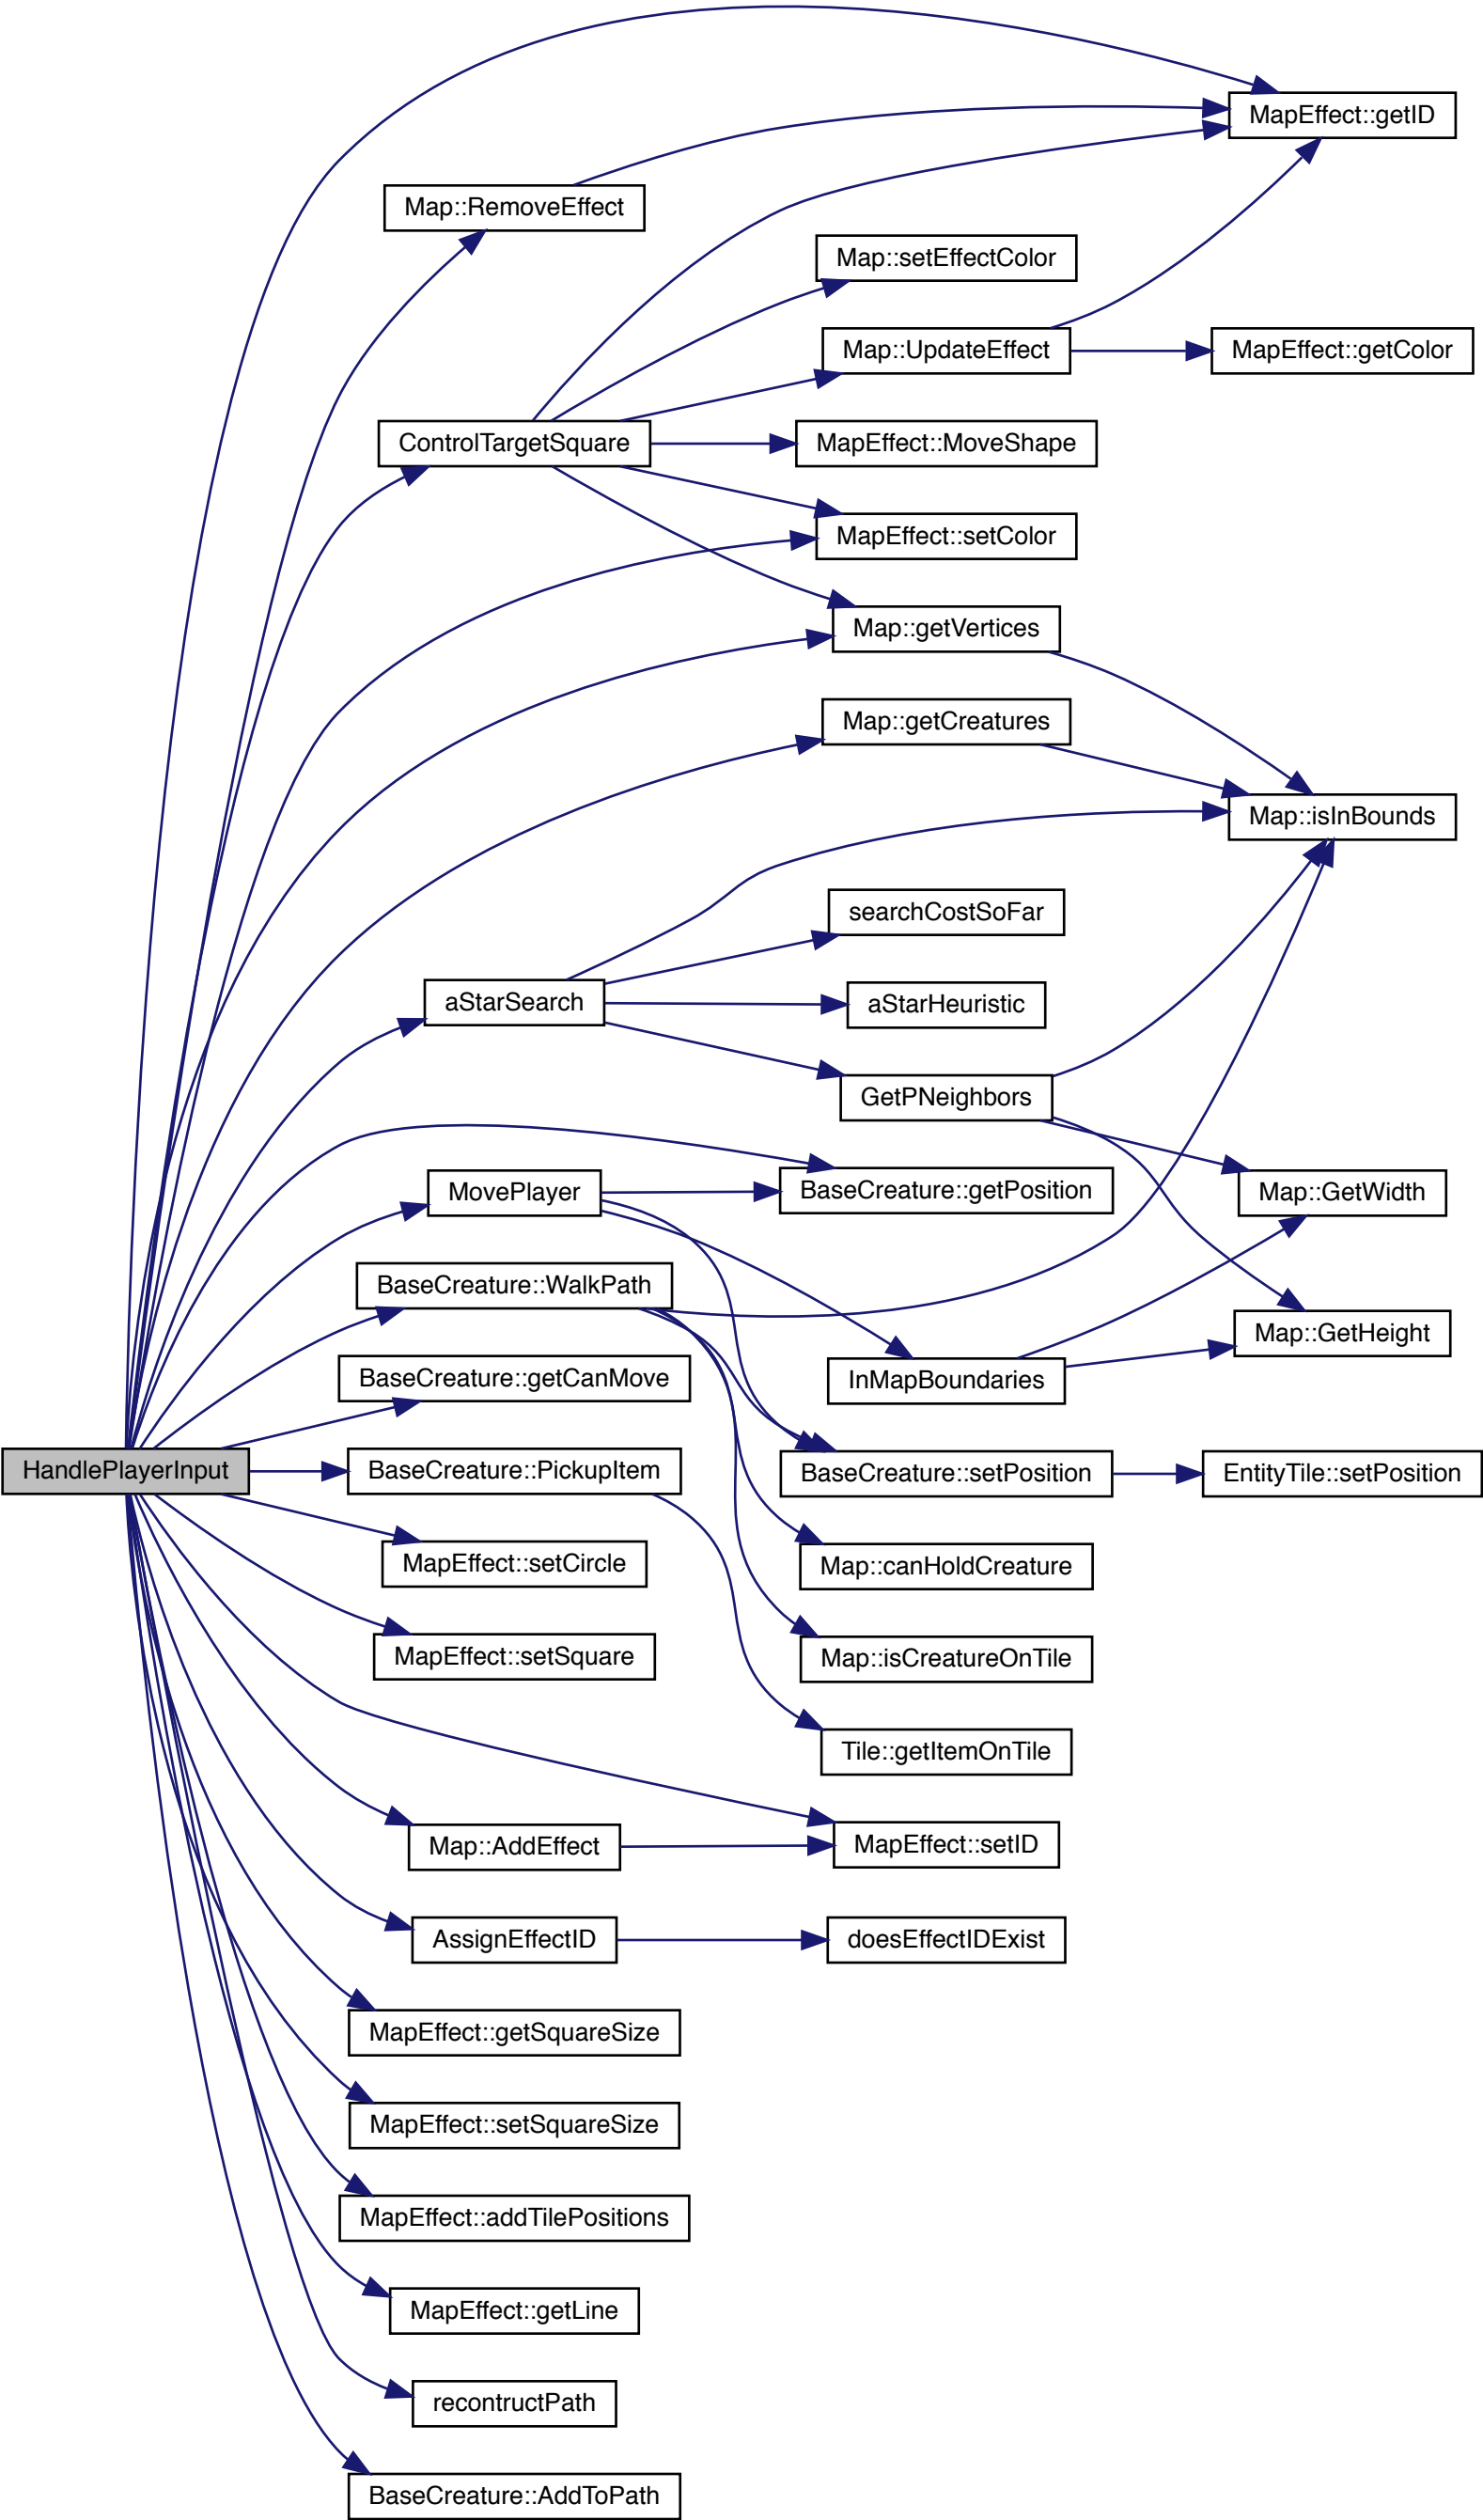 MapEffect::getID
Map::RemoveEffect
Map::setEffectColor
Map::UpdateEffect
MapEffect::getColor
ControlTargetSquare
MapEffect::MoveShape
MapEffect::setColor
Map::getVertices
Map::getCreatures
Map::isInBounds
searchCostSoFar
aStarSearch
aStarHeuristic
GetPNeighbors
MovePlayer
BaseCreature::getPosition
Map::GetWidth
BaseCreature::WalkPath
Map::GetHeight
BaseCreature::getCanMove
InMapBoundaries
HandlePlayerInput
BaseCreature::PickupItem
BaseCreature::setPosition
EntityTile::setPosition
MapEffect::setCircle
Map::canHoldCreature
MapEffect::setSquare
Map::isCreatureOnTile
Tile::getItemOnTile
Map::AddEffect
MapEffect::setID
AssignEffectID
doesEffectIDExist
MapEffect::getSquareSize
MapEffect::setSquareSize
MapEffect::addTilePositions
MapEffect::getLine
recontructPath
BaseCreature::AddToPath